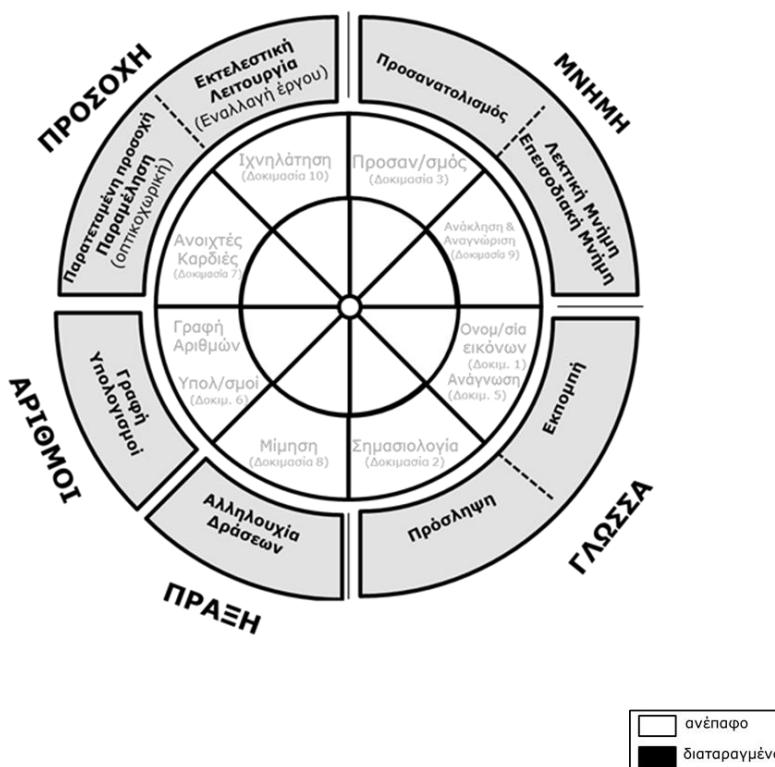 ΠΡΟΣΟΧΗ
Εκτελεστική
Λειτουργία
(Εναλλαγή έργου)
Παρατεταμένη προσοχή
Παραμέληση
(οπτικοχωρική)
ΜΝΗΜΗ
Προσανατολισμός
Λεκτική Μνήμη
Επεισοδιακή Μνήμη
Ιχνηλάτηση
(Δοκιμασία 10)
Προσαν/σμός
(Δοκιμασία 3)
Ανοιχτές
Καρδιές
(Δοκιμασία 7)
Ανάκληση &
Αναγνώριση
(Δοκιμασία 9)
Γραφή
Αριθμών
Υπολ/σμοί
(Δοκιμ. 6)
Ονομ/σία
εικόνων
(Δοκιμ. 1)
Ανάγνωση
(Δοκιμ. 5)
Μίμηση
(Δοκιμασία 8)
Σημασιολογία
(Δοκιμασία 2)
ΑΡΙΘΜΟΙ
Γραφή
Υπολογισμοί
ΠΡΑΞΗ
Αλληλουχία
Δράσεων
ΓΛΩΣΣΑ
Εκπομπή
Πρόσληψη
ανέπαφο
διαταραγμένο